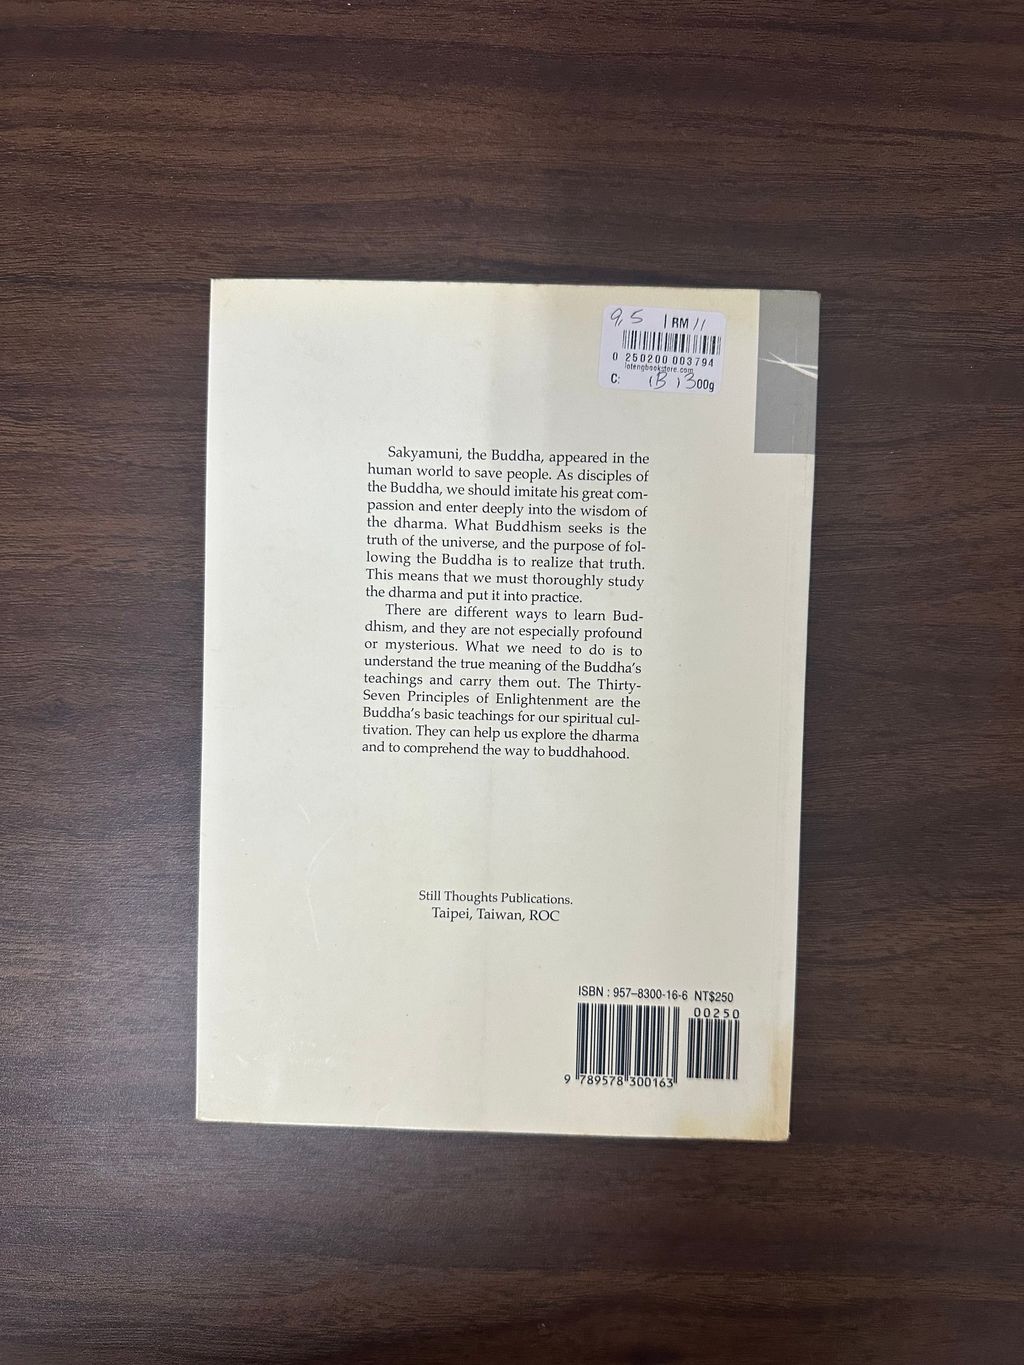 9.5 | RM 11
0 250200 003794
lotengbookstore.com
C: (B) 300g
Sakyamuni, the Buddha, appeared in the
human world to save people. As disciples of
the Buddha, we should imitate his great com-
passion and enter deeply into the wisdom of
the dharma. What Buddhism seeks is the
truth of the universe, and the purpose of fol-
lowing the Buddha is to realize that truth.
This means that we must thoroughly study
the dharma and put it into practice.
There are different ways to learn Bud-
dhism, and they are not especially profound
or mysterious. What we need to do is to
understand the true meaning of the Buddha's
teachings and carry them out. The Thirty-
Seven Principles of Enlightenment are the
Buddha's basic teachings for our spiritual cul-
tivation. They can help us explore the dharma
and to comprehend the way to buddhahood.
Still Thoughts Publications.
Taipei, Taiwan, ROC
ISBN : 957–8300-16-6 NT$250
00250
9 789578 300163